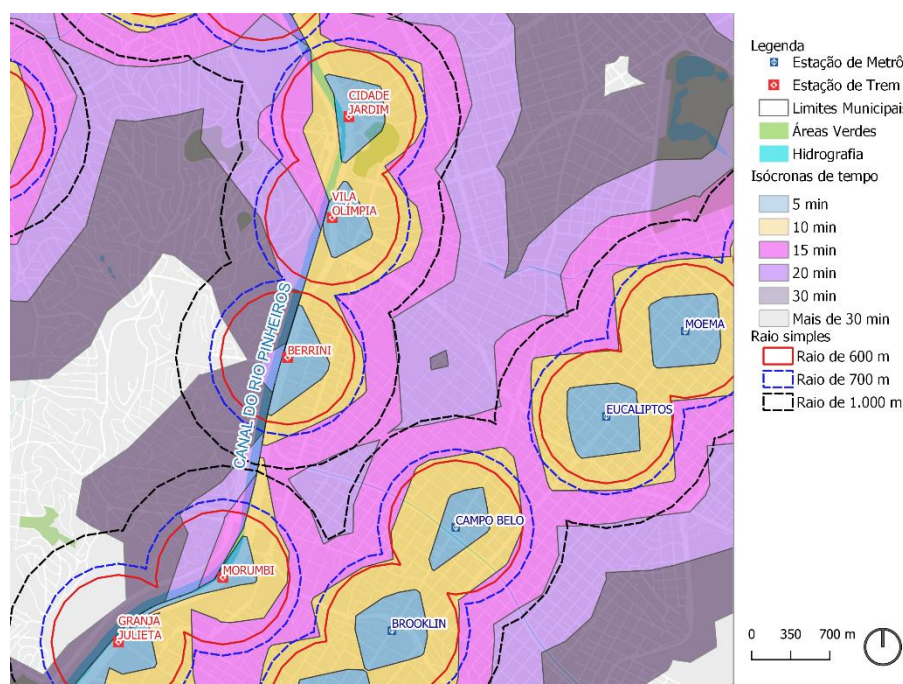 CIDADE
JARDIM
VILA
OLÍMPIA
CANAL DO RIO PINHEIROS
BERRINI
MOEMA
EUCALIPTOS
CAMPO BELO
MORUMBI
BROOKLIN
GRANJA
JULIETA
Legenda
Estação de Metrô
Estação de Trem
Limites Municipais
Áreas Verdes
Hidrografia
Isócronas de tempo
5 min
10 min
15 min
20 min
30 min
Mais de 30 min
Raio simples
Raio de 600 m
Raio de 700 m
Raio de 1.000 m
0 350 700 m